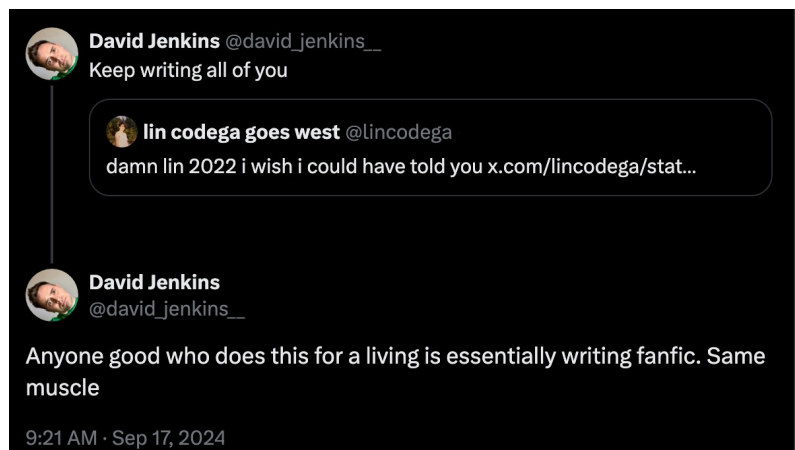 David Jenkins @david_jenkins__
Keep writing all of you
lin codega goes west @lincodega
damn lin 2022 i wish i could have told you x.com/lincodega/stat...
David Jenkins
@david_jenkins__
Anyone good who does this for a living is essentially writing fanfic. Same
muscle
9:21 AM · Sep 17, 2024